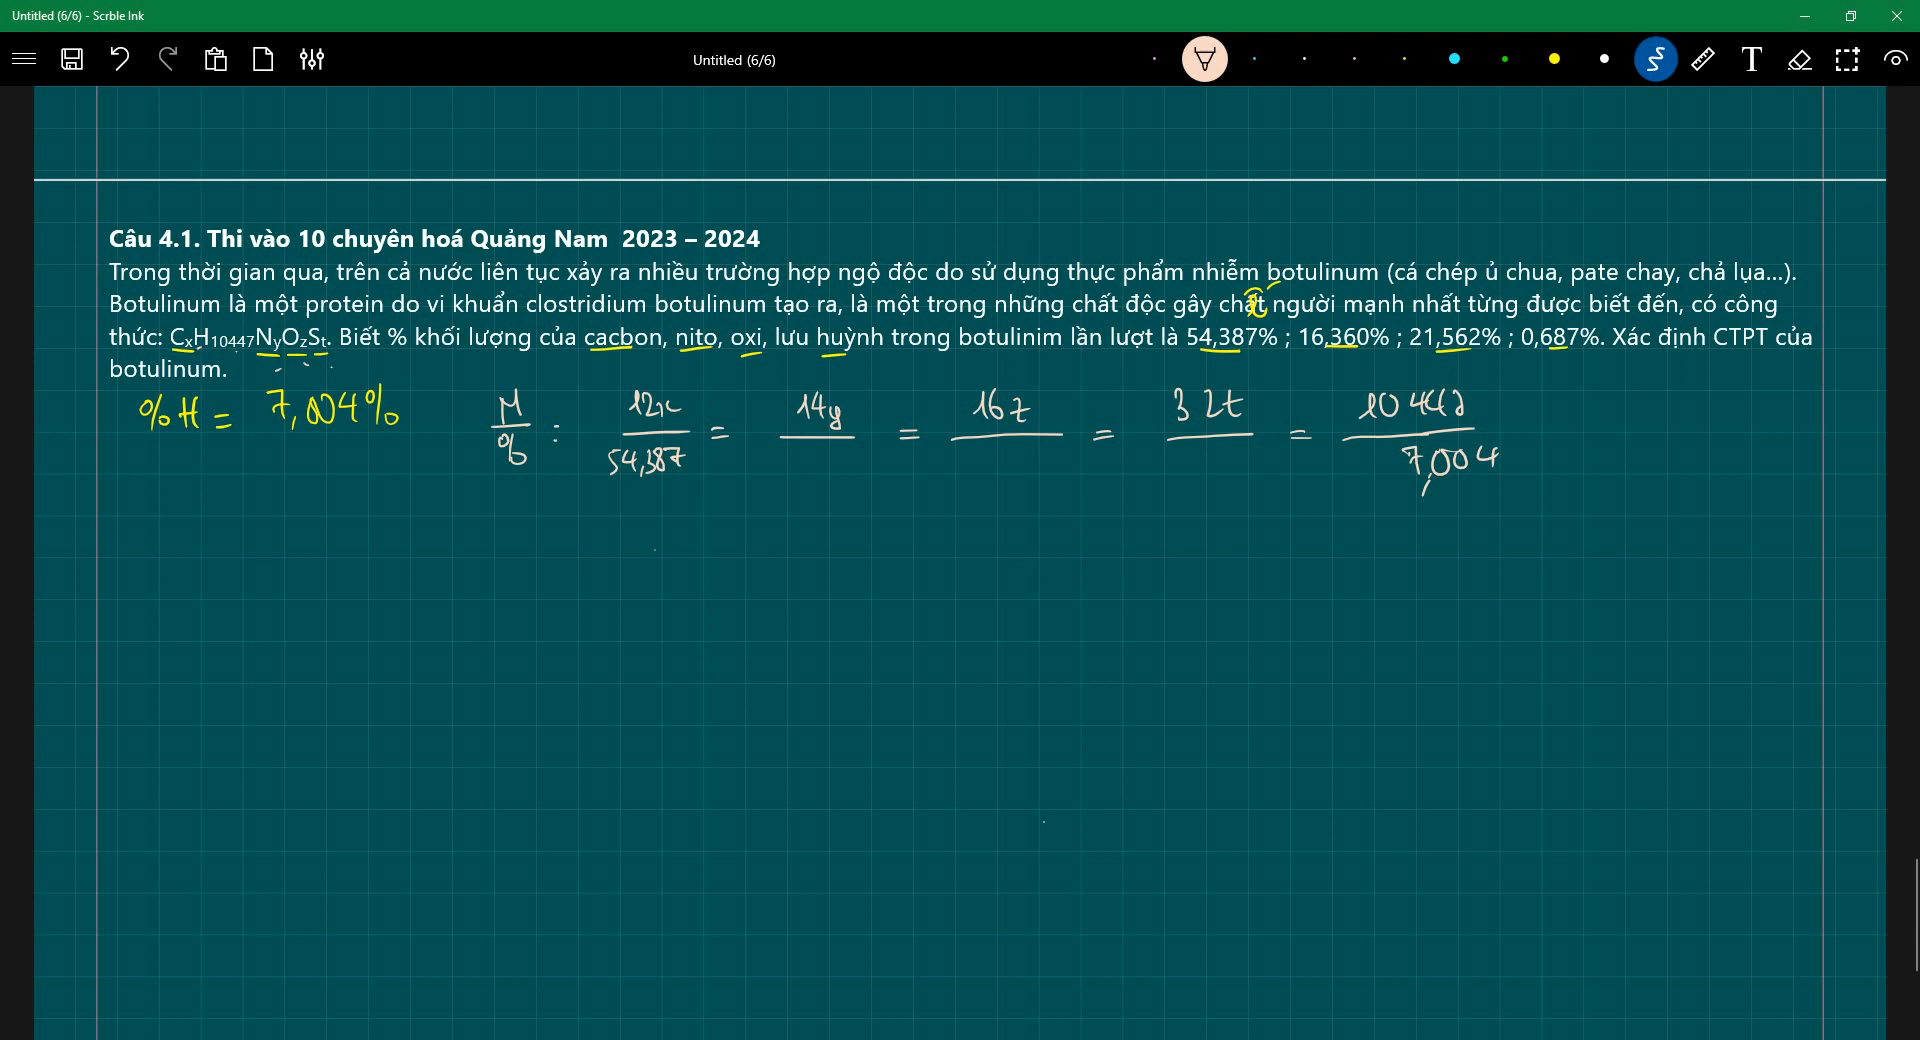 Untitled (6/6) - Scrble Ink
Untitled (6/6)
Câu 4.1. Thi vào 10 chuyên hoá Quảng Nam 2023 – 2024
Trong thời gian qua, trên cả nước liên tục xảy ra nhiều trường hợp ngộ độc do sử dụng thực phẩm nhiễm botulinum (cá chép ủ chua, pate chay, chả lụa...).
Botulinum là một protein do vi khuẩn clostridium botulinum tạo ra, là một trong những chất độc gây chết người mạnh nhất từng được biết đến, có công
thức: CₓH₁₀₄₄₇NyOzSt. Biết % khối lượng của cacbon, nito, oxi, lưu huỳnh trong botulinim lần lượt là 54,387% ; 16,360% ; 21,562% ; 0,687%. Xác định CTPT của
botulinum.
%H = 7,004%
M/% : 12x/54,387 = 14y/ = 16z/ = 32t/ = /7,004